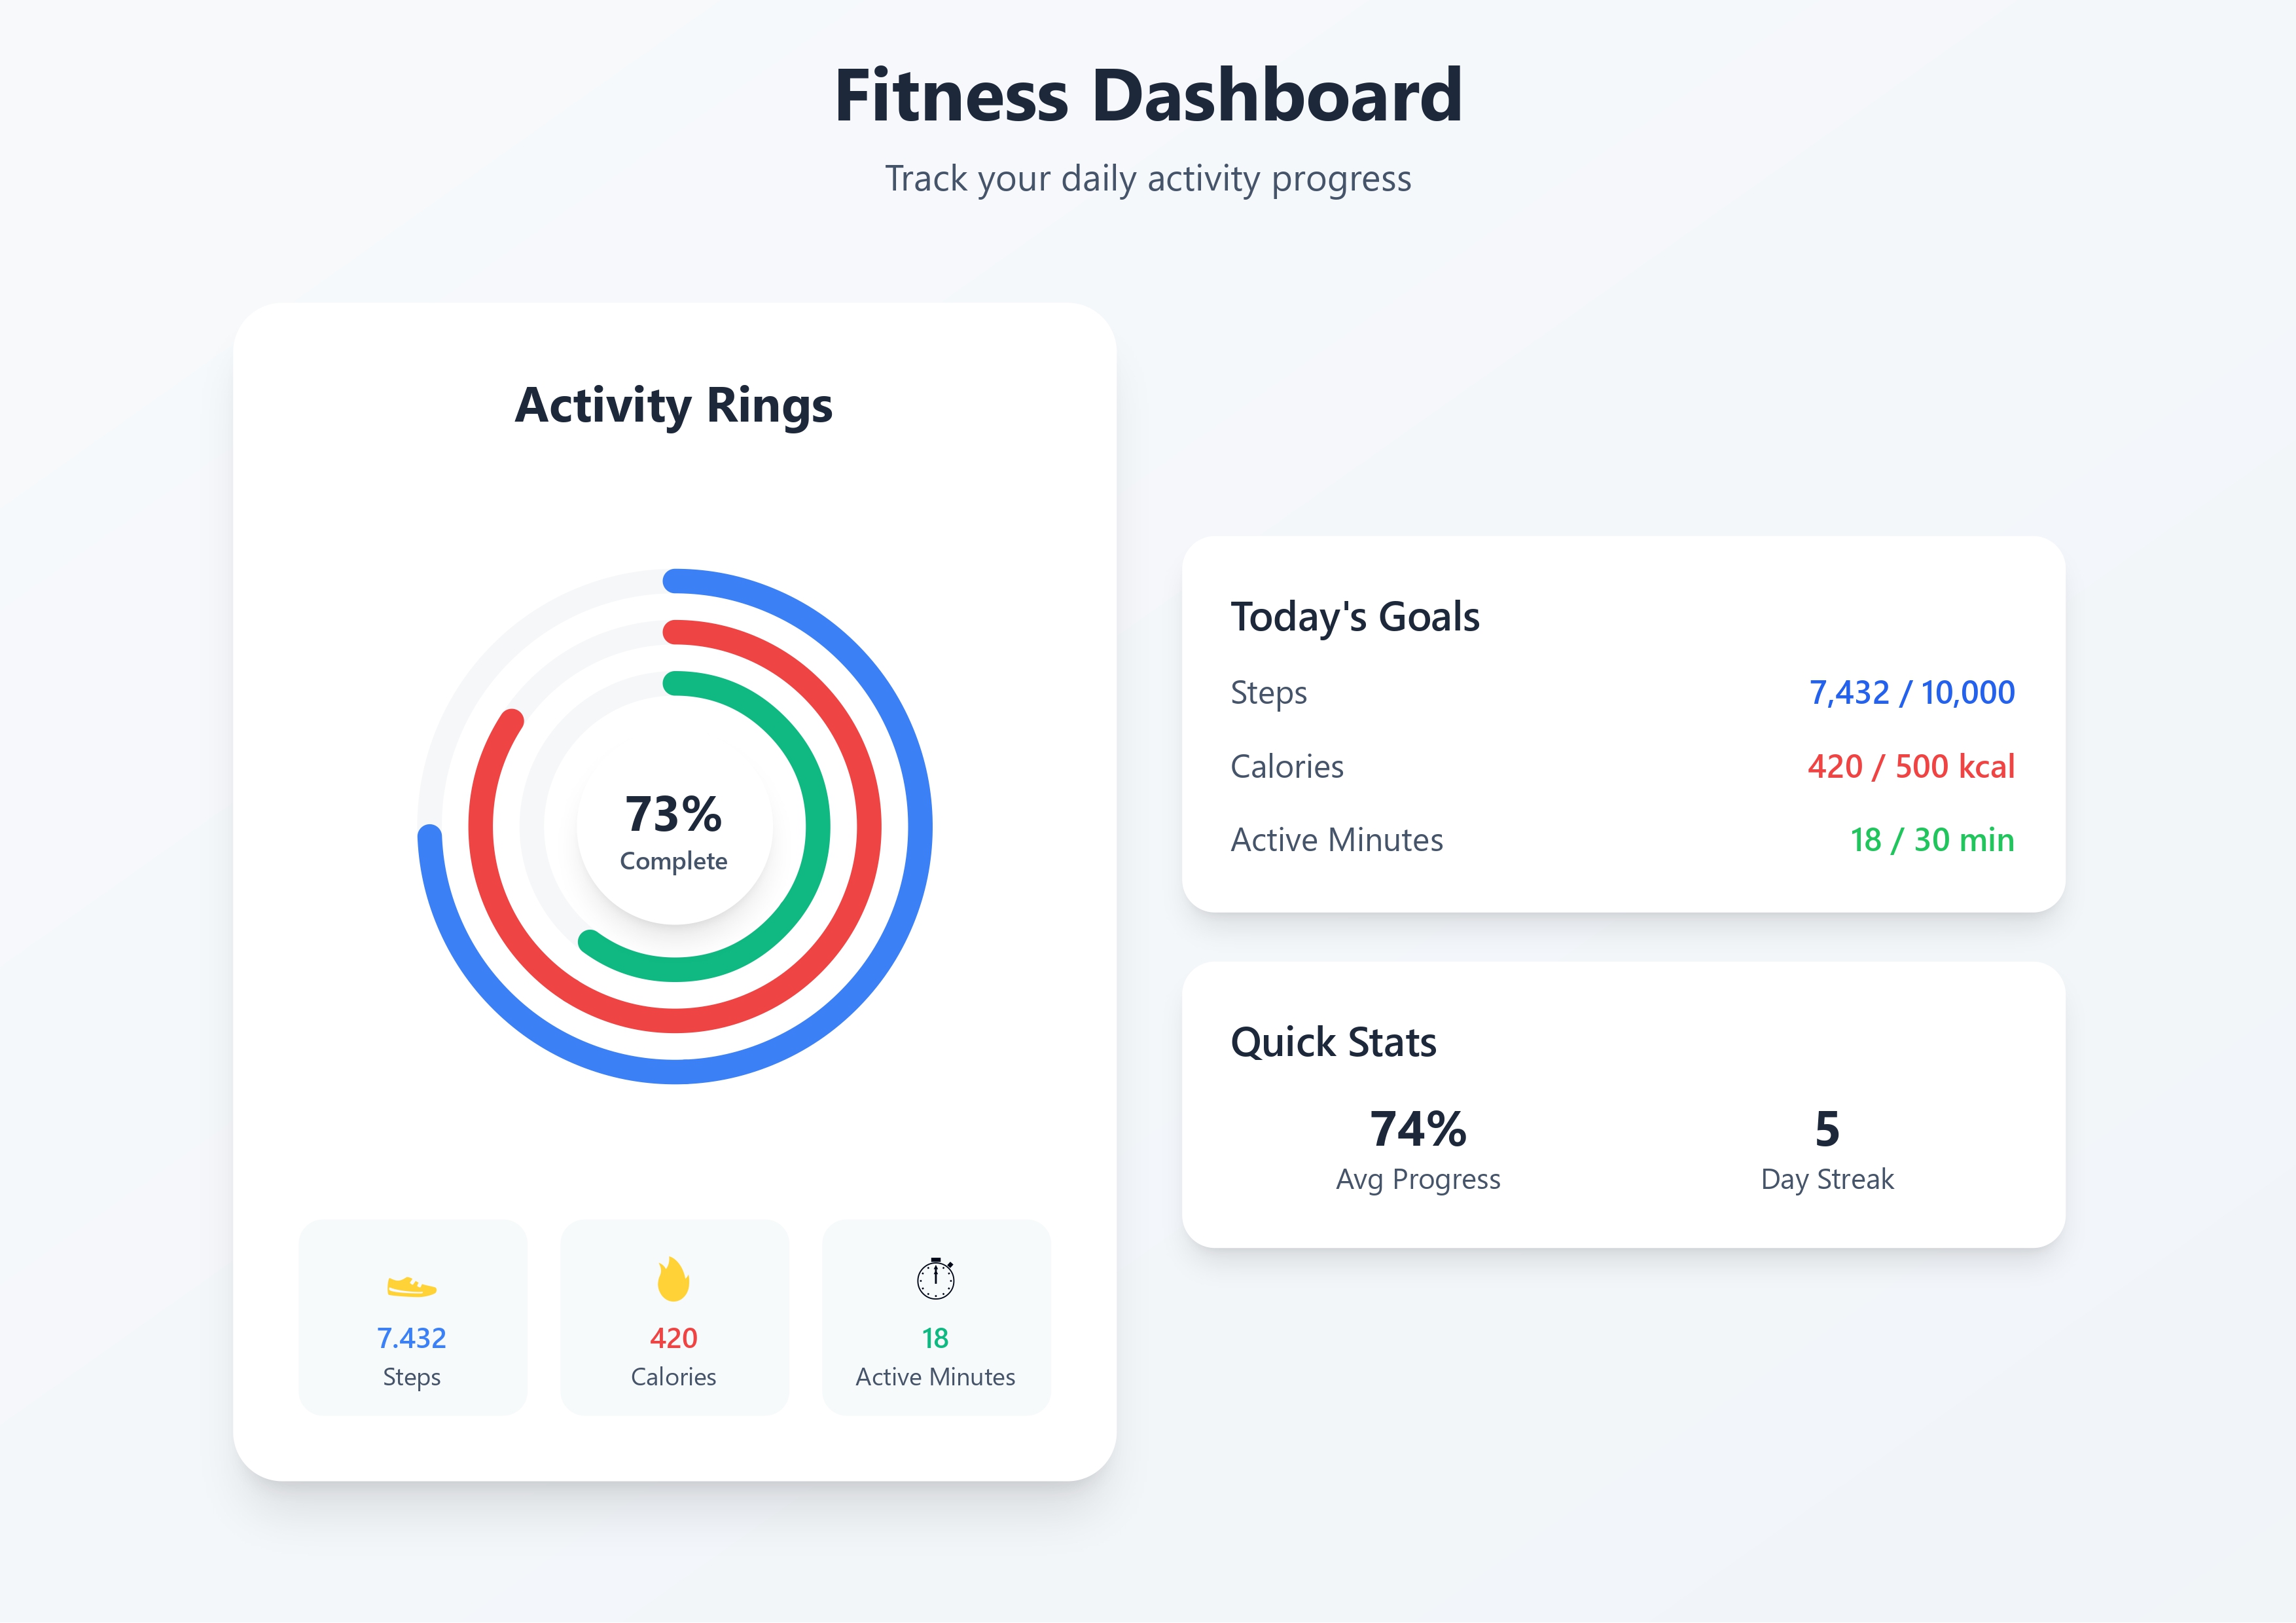 Fitness Dashboard
Track your daily activity progress
Activity Rings
73%
Complete
7.432
Steps
420
Calories
18
Active Minutes
Today's Goals
Steps 7,432 / 10,000
Calories 420 / 500 kcal
Active Minutes 18 / 30 min
Quick Stats
74%
Avg Progress
5
Day Streak